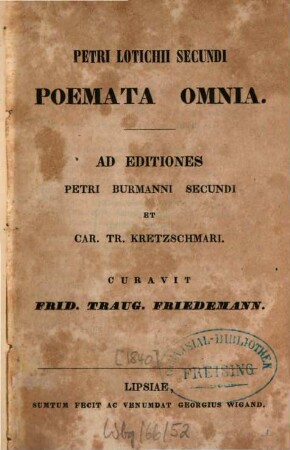 PETRI LOTICHII SECUNDI
POEMATA OMNIA.
AD EDITIONES
PETRI BURMANNI SECUNDI
ET
CAR. TR. KRETZSCHMARI.
CURAVIT
FRID. TRAUG. FRIEDEMANN.
[1840]
-BIBLIOTHEK
FREISING
LIPSIAE,
SUMTUM FECIT AC VENUMDAT GEORGIUS WIGAND.